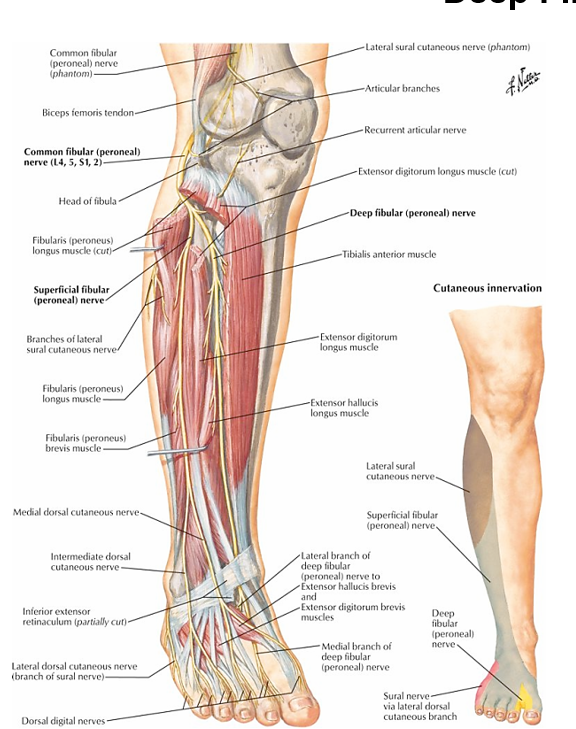 Common fibular
(peroneal) nerve
(phantom)
Biceps femoris tendon
Common fibular (peroneal)
nerve (L4, 5, S1, 2)
Head of fibula
Fibularis (peroneus)
longus muscle (cut)
Superficial fibular
(peroneal) nerve
Branches of lateral
sural cutaneous nerve
Fibularis (peroneus)
longus muscle
Fibularis (peroneus)
brevis muscle
Medial dorsal cutaneous nerve
Intermediate dorsal
cutaneous nerve
Inferior extensor
retinaculum (partially cut)
Lateral dorsal cutaneous nerve
(branch of sural nerve)
Dorsal digital nerves
Lateral sural cutaneous nerve (phantom)
Articular branches
Recurrent articular nerve
Extensor digitorum longus muscle (cut)
Deep fibular (peroneal) nerve
Tibialis anterior muscle
Extensor digitorum
longus muscle
Extensor hallucis
longus muscle
Lateral branch of
deep fibular
(peroneal) nerve to
Extensor hallucis brevis
and
Extensor digitorum brevis
muscles
Medial branch of
deep fibular
(peroneal) nerve
Cutaneous innervation
Lateral sural
cutaneous nerve
Superficial fibular
(peroneal) nerve
Deep
fibular
(peroneal)
nerve
Sural nerve
via lateral dorsal
cutaneous branch